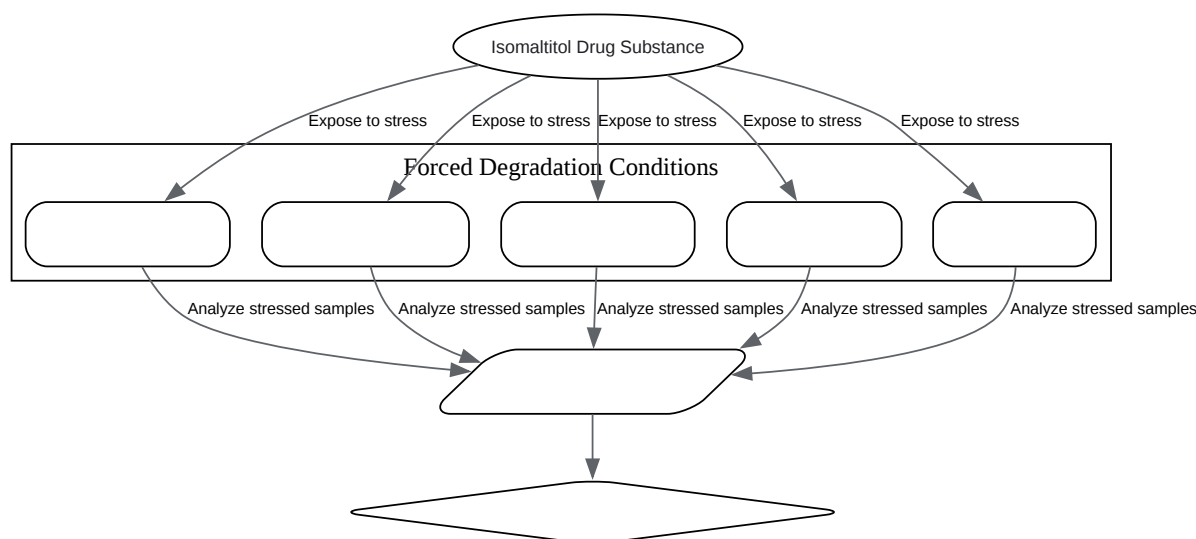 Isomaltitol Drug Substance
Expose to stress
Expose to stress
Expose to stress
Expose to stress
Expose to stress
Forced Degradation Conditions
Analyze stressed samples
Analyze stressed samples
Analyze stressed samples
Analyze stressed samples
Analyze stressed samples